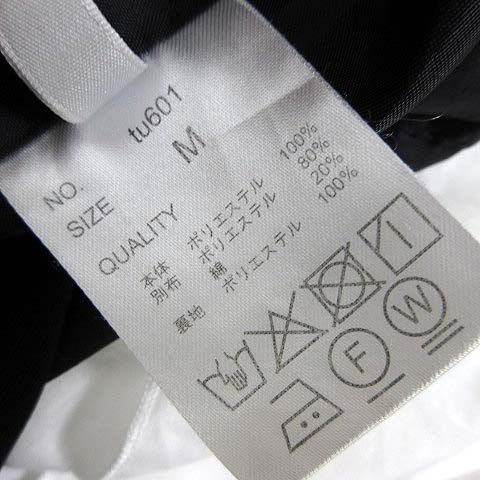 NO. tu601
SIZE M
QUALITY
本体 ポリエステル 100%
別布 ポリエステル 80%
綿 20%
裏地 ポリエステル 100%
F
W